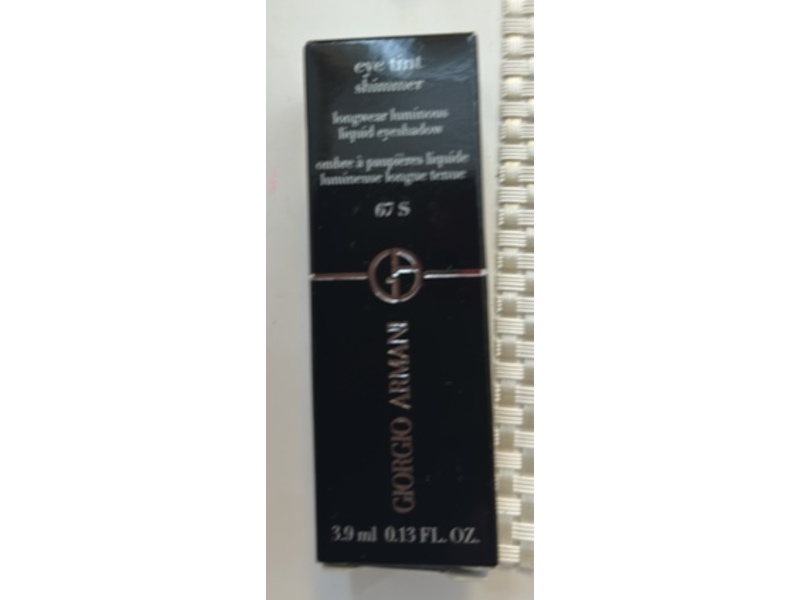 eye tint
shimmer
longwear luminous
liquid eyeshadow
ombre à paupières liquide
lumineuse longue tenue
67 S
GIORGIO ARMANI
3.9 ml 0.13 FL. OZ.